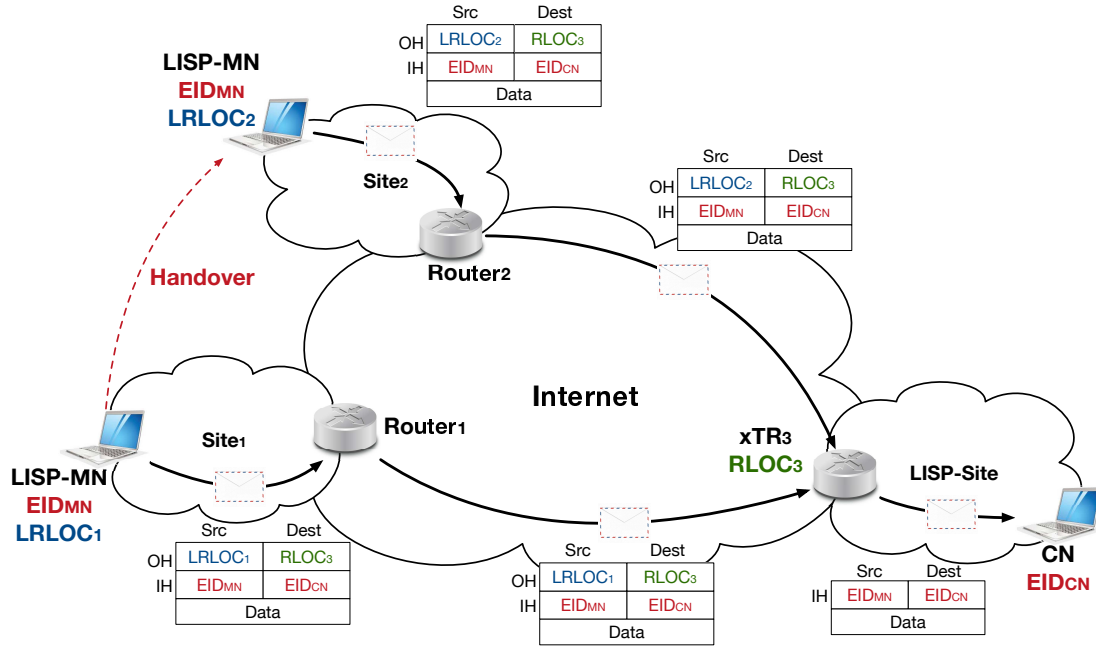 Src Dest
OH LRLOC2 RLOC3
IH EIDMN EIDCN
Data
LISP-MN
EIDMN
LRLOC2
Site2
Router2
Src Dest
OH LRLOC2 RLOC3
IH EIDMN EIDCN
Data
Handover
Internet
Site1
Router1
LISP-MN
EIDMN
LRLOC1
xTR3
RLOC3
LISP-Site
CN
EIDCN
Src Dest
OH LRLOC1 RLOC3
IH EIDMN EIDCN
Data
Src Dest
OH LRLOC1 RLOC3
IH EIDMN EIDCN
Data
Src Dest
IH EIDMN EIDCN
Data